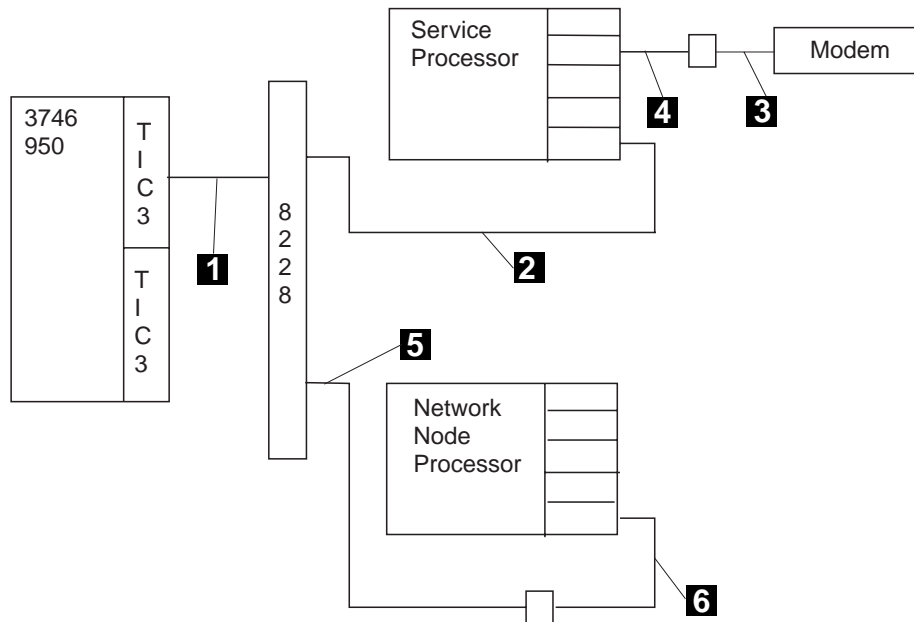 Service
Processor
Modem
4
3
3746
950
T
I
C
3
8
2
2
8
1
2
T
I
C
3
5
Network
Node
Processor
6